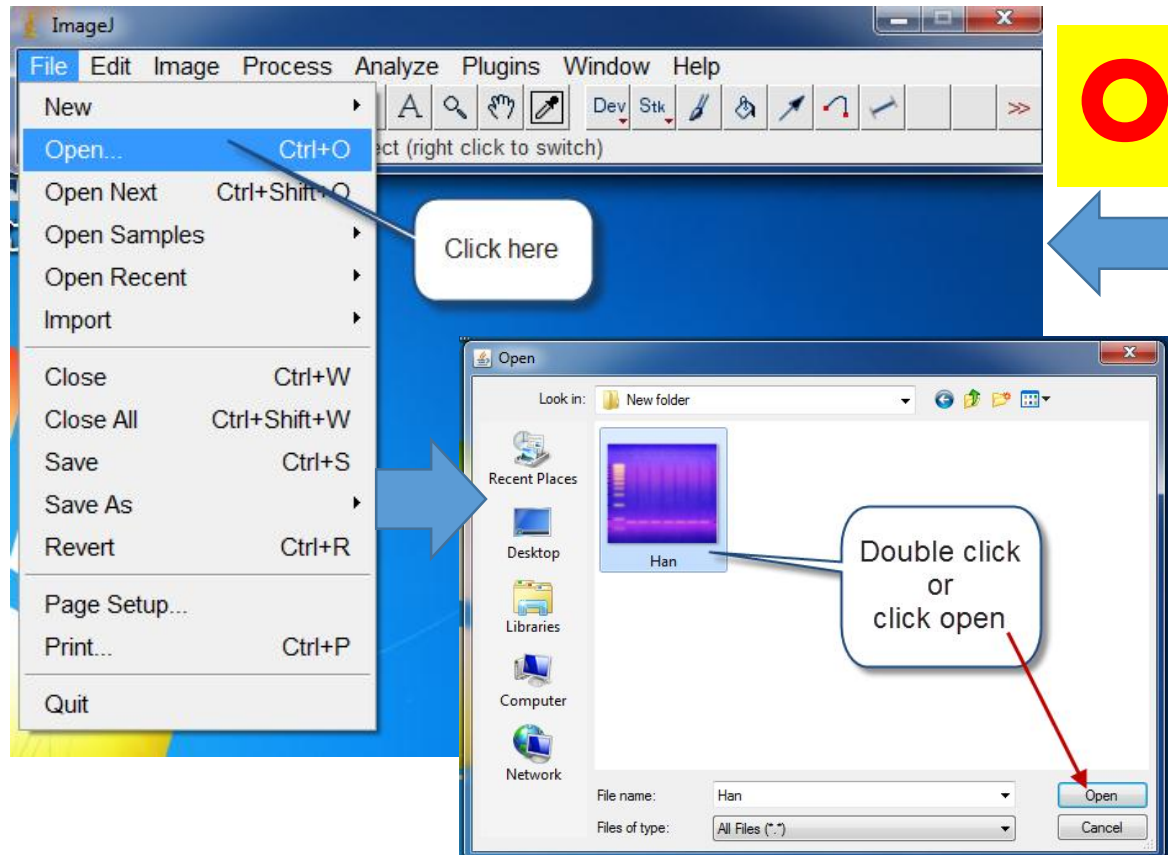 ImageJ
File Edit Image Process Analyze Plugins Window Help
A Dev Stk >>
New
Open... Ctrl+O
ect (right click to switch)
Open Next Ctrl+Shift+O
Open Samples
Open Recent
Import
Close Ctrl+W
Close All Ctrl+Shift+W
Save Ctrl+S
Save As
Revert Ctrl+R
Page Setup...
Print... Ctrl+P
Quit
Click here
O
Open
Look in: New folder
Recent Places
Desktop
Libraries
Computer
Network
Han
Double click
or
click open
File name: Han Open
Files of type: All Files (*.*) Cancel